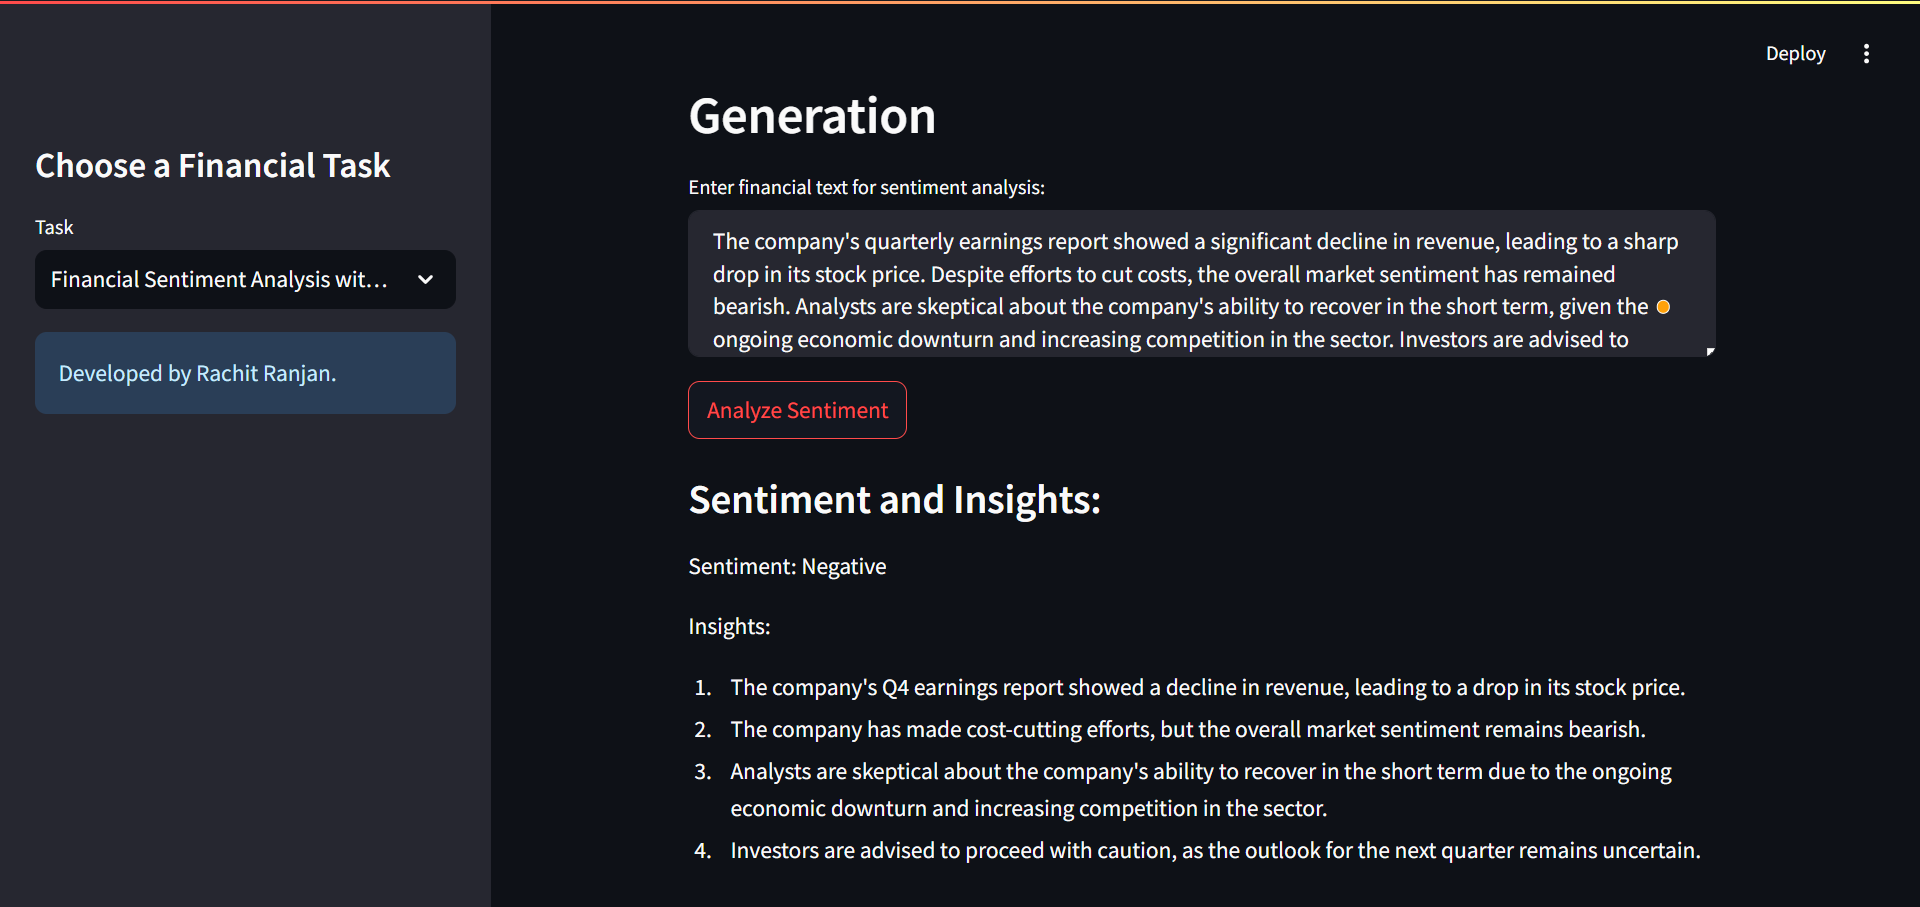 Deploy
Choose a Financial Task
Task
Financial Sentiment Analysis wit...
Developed by Rachit Ranjan.
Generation
Enter financial text for sentiment analysis:
The company's quarterly earnings report showed a significant decline in revenue, leading to a sharp
drop in its stock price. Despite efforts to cut costs, the overall market sentiment has remained
bearish. Analysts are skeptical about the company's ability to recover in the short term, given the
ongoing economic downturn and increasing competition in the sector. Investors are advised to
Analyze Sentiment
Sentiment and Insights:
Sentiment: Negative
Insights:
1. The company's Q4 earnings report showed a decline in revenue, leading to a drop in its stock price.
2. The company has made cost-cutting efforts, but the overall market sentiment remains bearish.
3. Analysts are skeptical about the company's ability to recover in the short term due to the ongoing
economic downturn and increasing competition in the sector.
4. Investors are advised to proceed with caution, as the outlook for the next quarter remains uncertain.